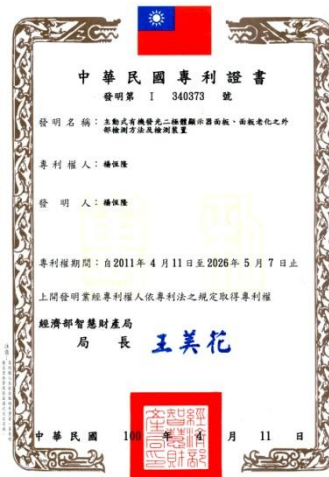 中華民國專利證書
發明第 I 340373 號
發明名稱：主動式有機發光二極體顯示器面板、面板老化之外
部檢測方法及檢測裝置
專利權人：楊恆隆
發明人：楊恆隆
專利權期間：自2011年4月11日至2026年5月7日止
上開發明業經專利權人依專利法之規定取得專利權
經濟部智慧財產局
局長 王美花
中華民國 100 年 4 月 11 日